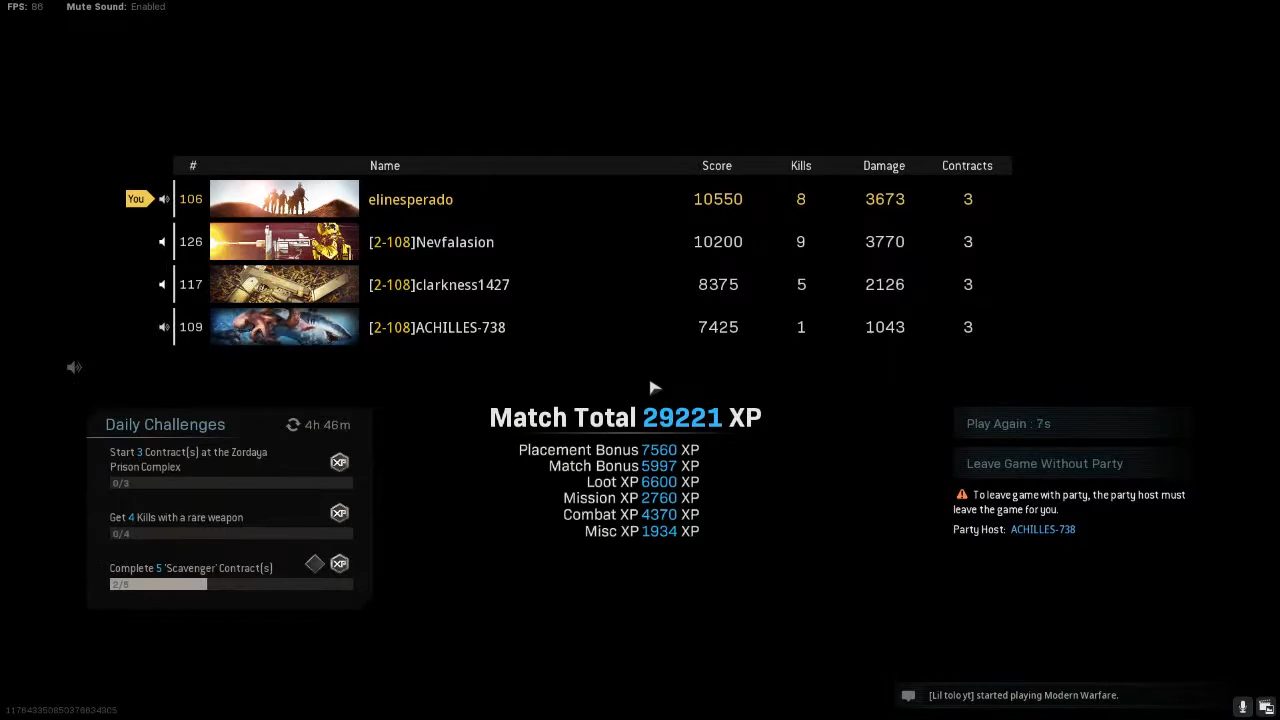 FPS: 86 Mute Sound: Enabled
# Name Score Kills Damage Contracts
You 106 elinesperado 10550 8 3673 3
126 [2-108]Nevfalasion 10200 9 3770 3
117 [2-108]clarkness1427 8375 5 2126 3
109 [2-108]ACHILLES-738 7425 1 1043 3
Daily Challenges 4h 46m
Start 3 Contract(s) at the Zordaya
Prison Complex
XP
0/3
Get 4 Kills with a rare weapon
XP
0/4
Complete 5 'Scavenger' Contract(s)
XP
2/5
Match Total 29221 XP
Placement Bonus 7560 XP
Match Bonus 5997 XP
Loot XP 6600 XP
Mission XP 2760 XP
Combat XP 4370 XP
Misc XP 1934 XP
Play Again : 7s
Leave Game Without Party
To leave game with party, the party host must
leave the game for you.
Party Host: ACHILLES-738
[Lil tolo yt] started playing Modern Warfare.